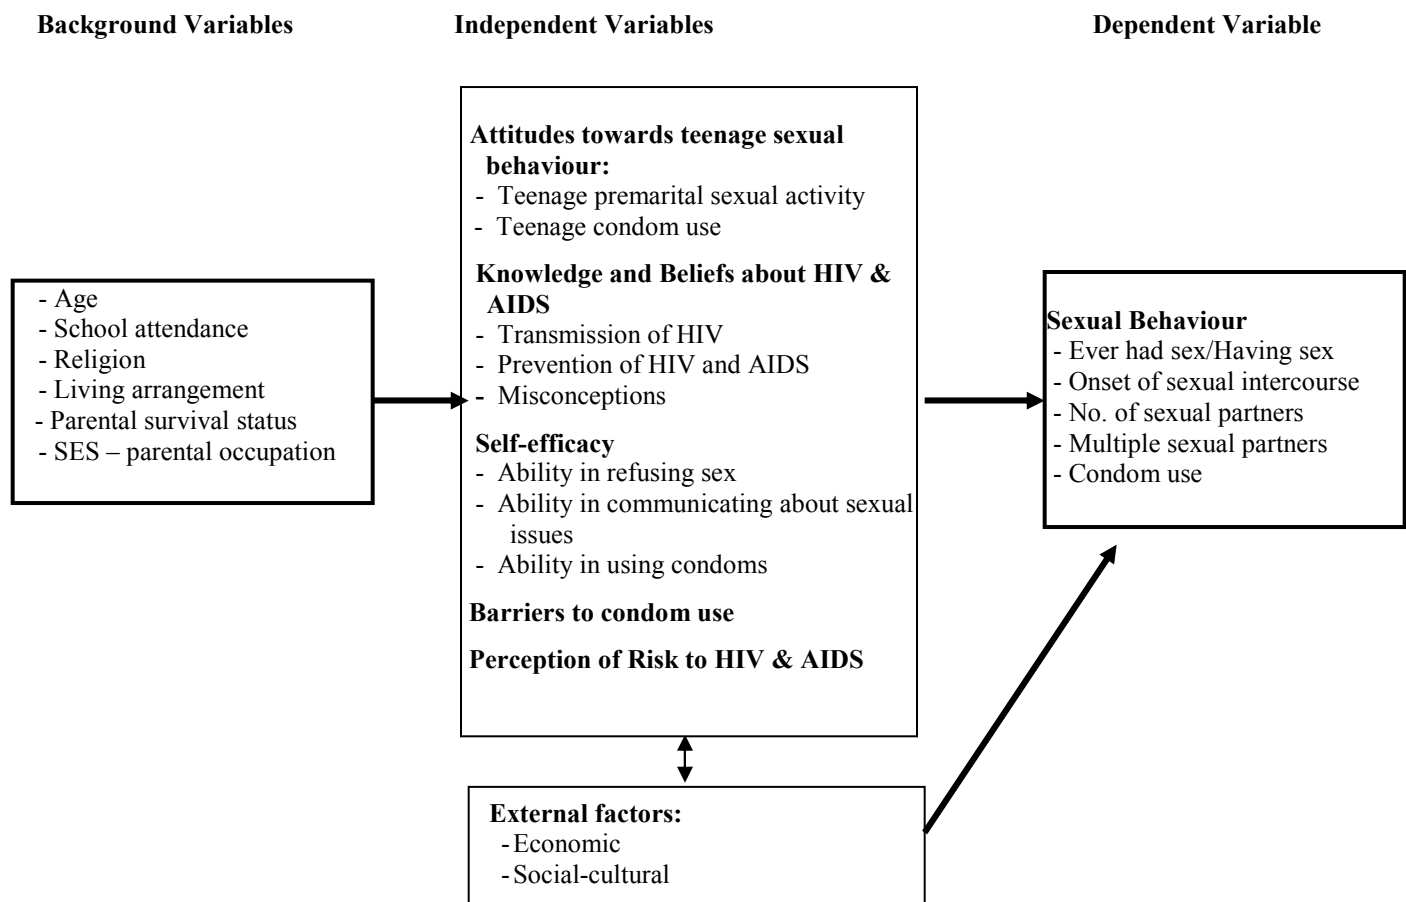 Background Variables
Independent Variables
Dependent Variable
- Age
- School attendance
- Religion
- Living arrangement
- Parental survival status
- SES – parental occupation
Attitudes towards teenage sexual
behaviour:
- Teenage premarital sexual activity
- Teenage condom use
Knowledge and Beliefs about HIV &
AIDS
- Transmission of HIV
- Prevention of HIV and AIDS
- Misconceptions
Self-efficacy
- Ability in refusing sex
- Ability in communicating about sexual
issues
- Ability in using condoms
Barriers to condom use
Perception of Risk to HIV & AIDS
External factors:
- Economic
- Social-cultural
Sexual Behaviour
- Ever had sex/Having sex
- Onset of sexual intercourse
- No. of sexual partners
- Multiple sexual partners
- Condom use